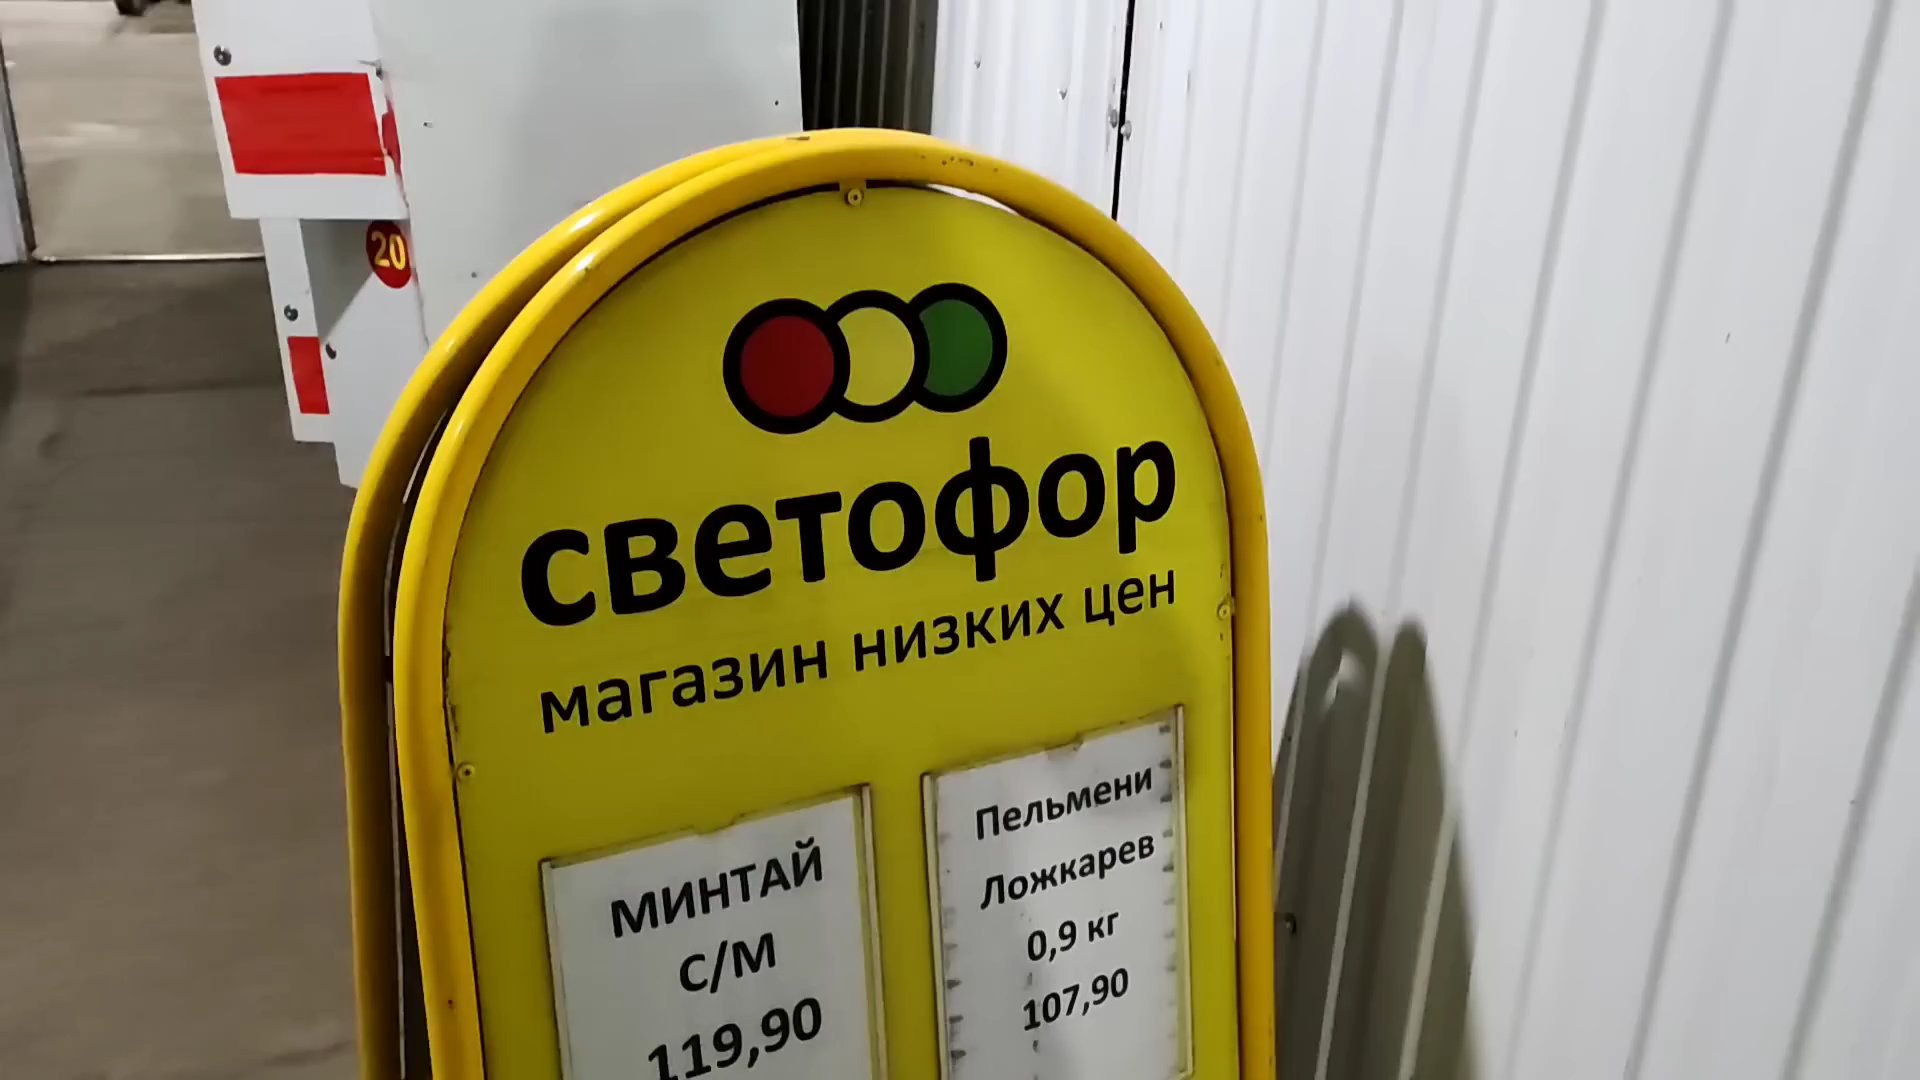 20
светофор
магазин низких цен
МИНТАЙ
С/М
119,90
Пельмени
Ложкарев
0,9 кг
107,90